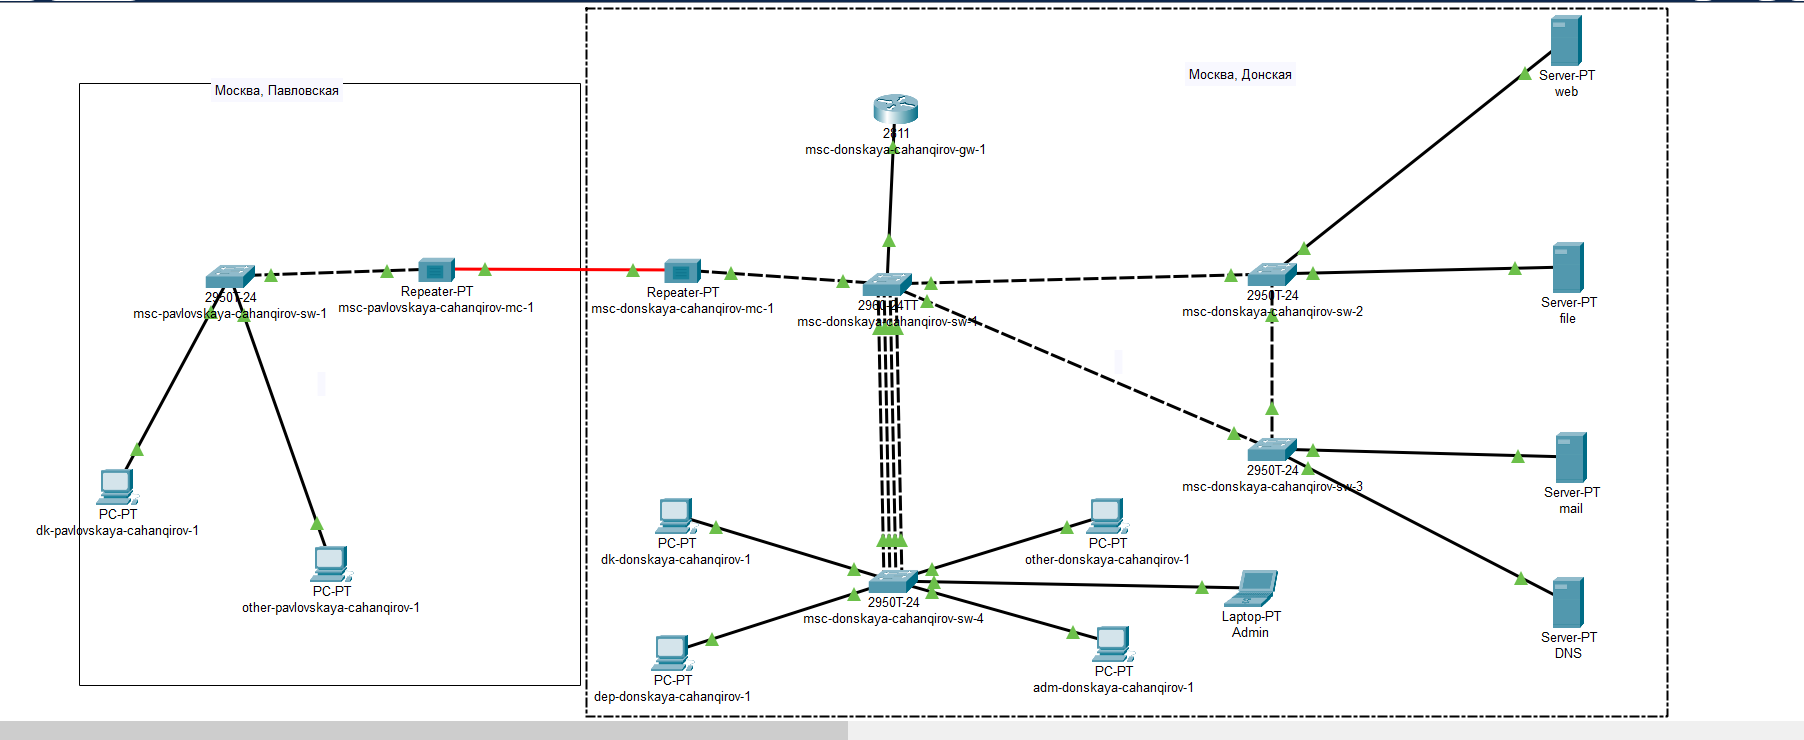 Москва, Павловская
Москва, Донская
Server-PT
web
2811
msc-donskaya-cahanqirov-gw-1
2950T-24
msc-pavlovskaya-cahanqirov-sw-1
Repeater-PT
msc-pavlovskaya-cahanqirov-mc-1
Repeater-PT
msc-donskaya-cahanqirov-mc-1
2960-24TT
msc-donskaya-cahanqirov-sw-1
2950T-24
msc-donskaya-cahanqirov-sw-2
Server-PT
file
2950T-24
msc-donskaya-cahanqirov-sw-3
Server-PT
mail
PC-PT
dk-pavlovskaya-cahanqirov-1
PC-PT
other-pavlovskaya-cahanqirov-1
PC-PT
dk-donskaya-cahanqirov-1
PC-PT
other-donskaya-cahanqirov-1
2950T-24
msc-donskaya-cahanqirov-sw-4
Laptop-PT
Admin
Server-PT
DNS
PC-PT
dep-donskaya-cahanqirov-1
PC-PT
adm-donskaya-cahanqirov-1